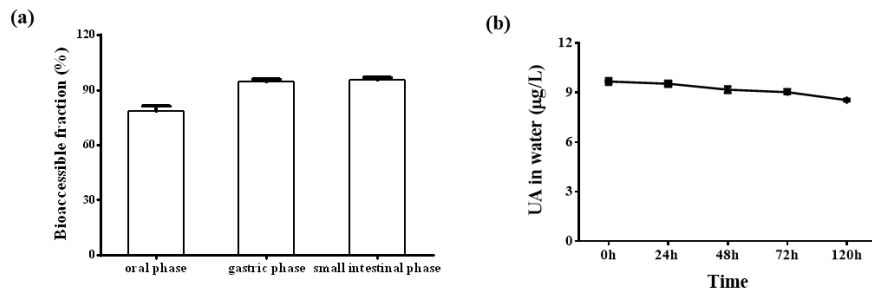 (a)
Bioaccessible fraction (%)
120
90
60
30
0
oral phase
gastric phase
small intestinal phase
(b)
UA in water (μg/L)
12
9
6
3
0
0h
24h
48h
72h
120h
Time